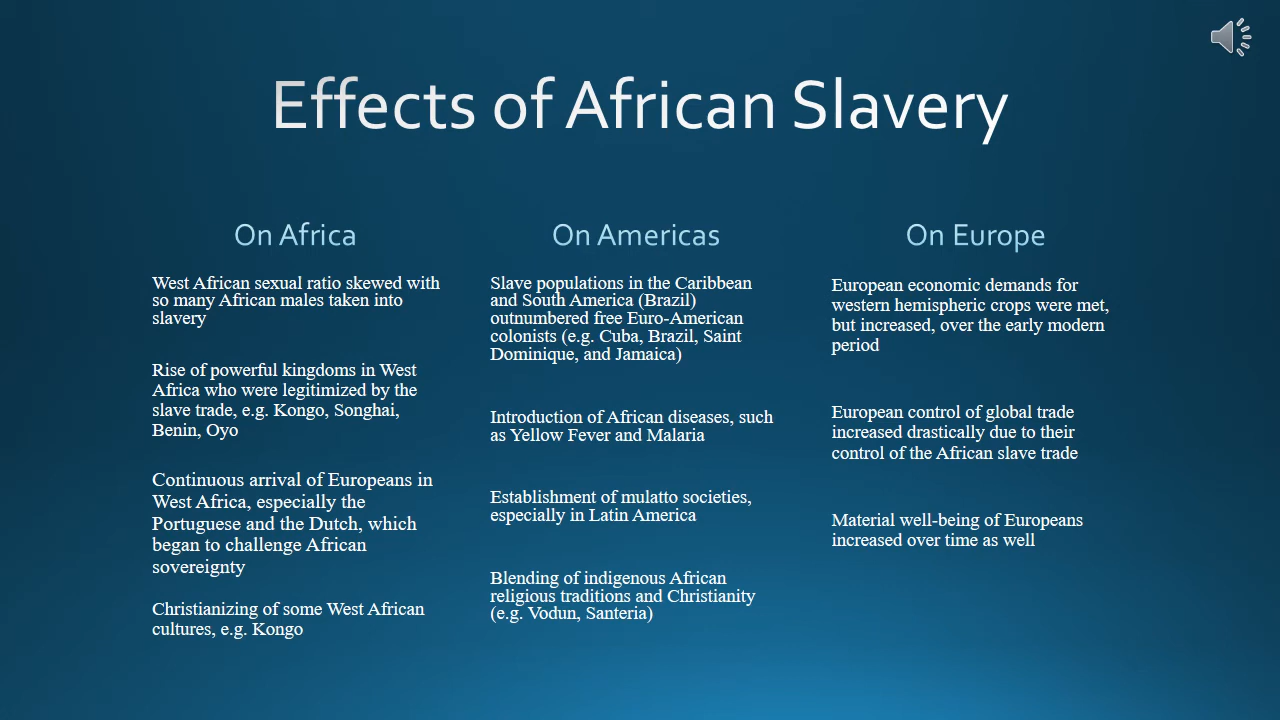 Effects of African Slavery
On Africa
West African sexual ratio skewed with
so many African males taken into
slavery
Rise of powerful kingdoms in West
Africa who were legitimized by the
slave trade, e.g. Kongo, Songhai,
Benin, Oyo
Continuous arrival of Europeans in
West Africa, especially the
Portuguese and the Dutch, which
began to challenge African
sovereignty
Christianizing of some West African
cultures, e.g. Kongo
On Americas
Slave populations in the Caribbean
and South America (Brazil)
outnumbered free Euro-American
colonists (e.g. Cuba, Brazil, Saint
Dominique, and Jamaica)
Introduction of African diseases, such
as Yellow Fever and Malaria
Establishment of mulatto societies,
especially in Latin America
Blending of indigenous African
religious traditions and Christianity
(e.g. Vodun, Santeria)
On Europe
European economic demands for
western hemispheric crops were met,
but increased, over the early modern
period
European control of global trade
increased drastically due to their
control of the African slave trade
Material well-being of Europeans
increased over time as well